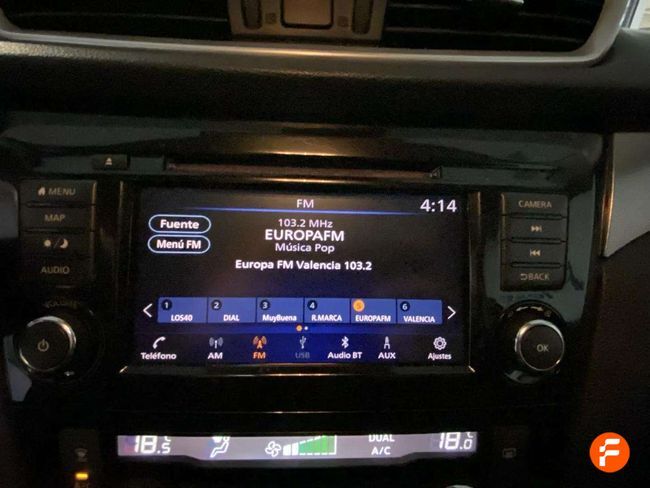 MENU
MAP
AUDIO
VOLUME
FM
4:14
CAMERA
BACK
OK
Fuente
Menú FM
103.2 MHz
EUROPAFM
Música Pop
Europa FM Valencia 103.2
1 LOS40
2 DIAL
3 MuyBuena
4 R.MARCA
5 EUROPAFM
6 VALENCIA
Teléfono
AM
FM
USB
Audio BT
AUX
Ajustes
18.5°C
DUAL
A/C
18.0°C